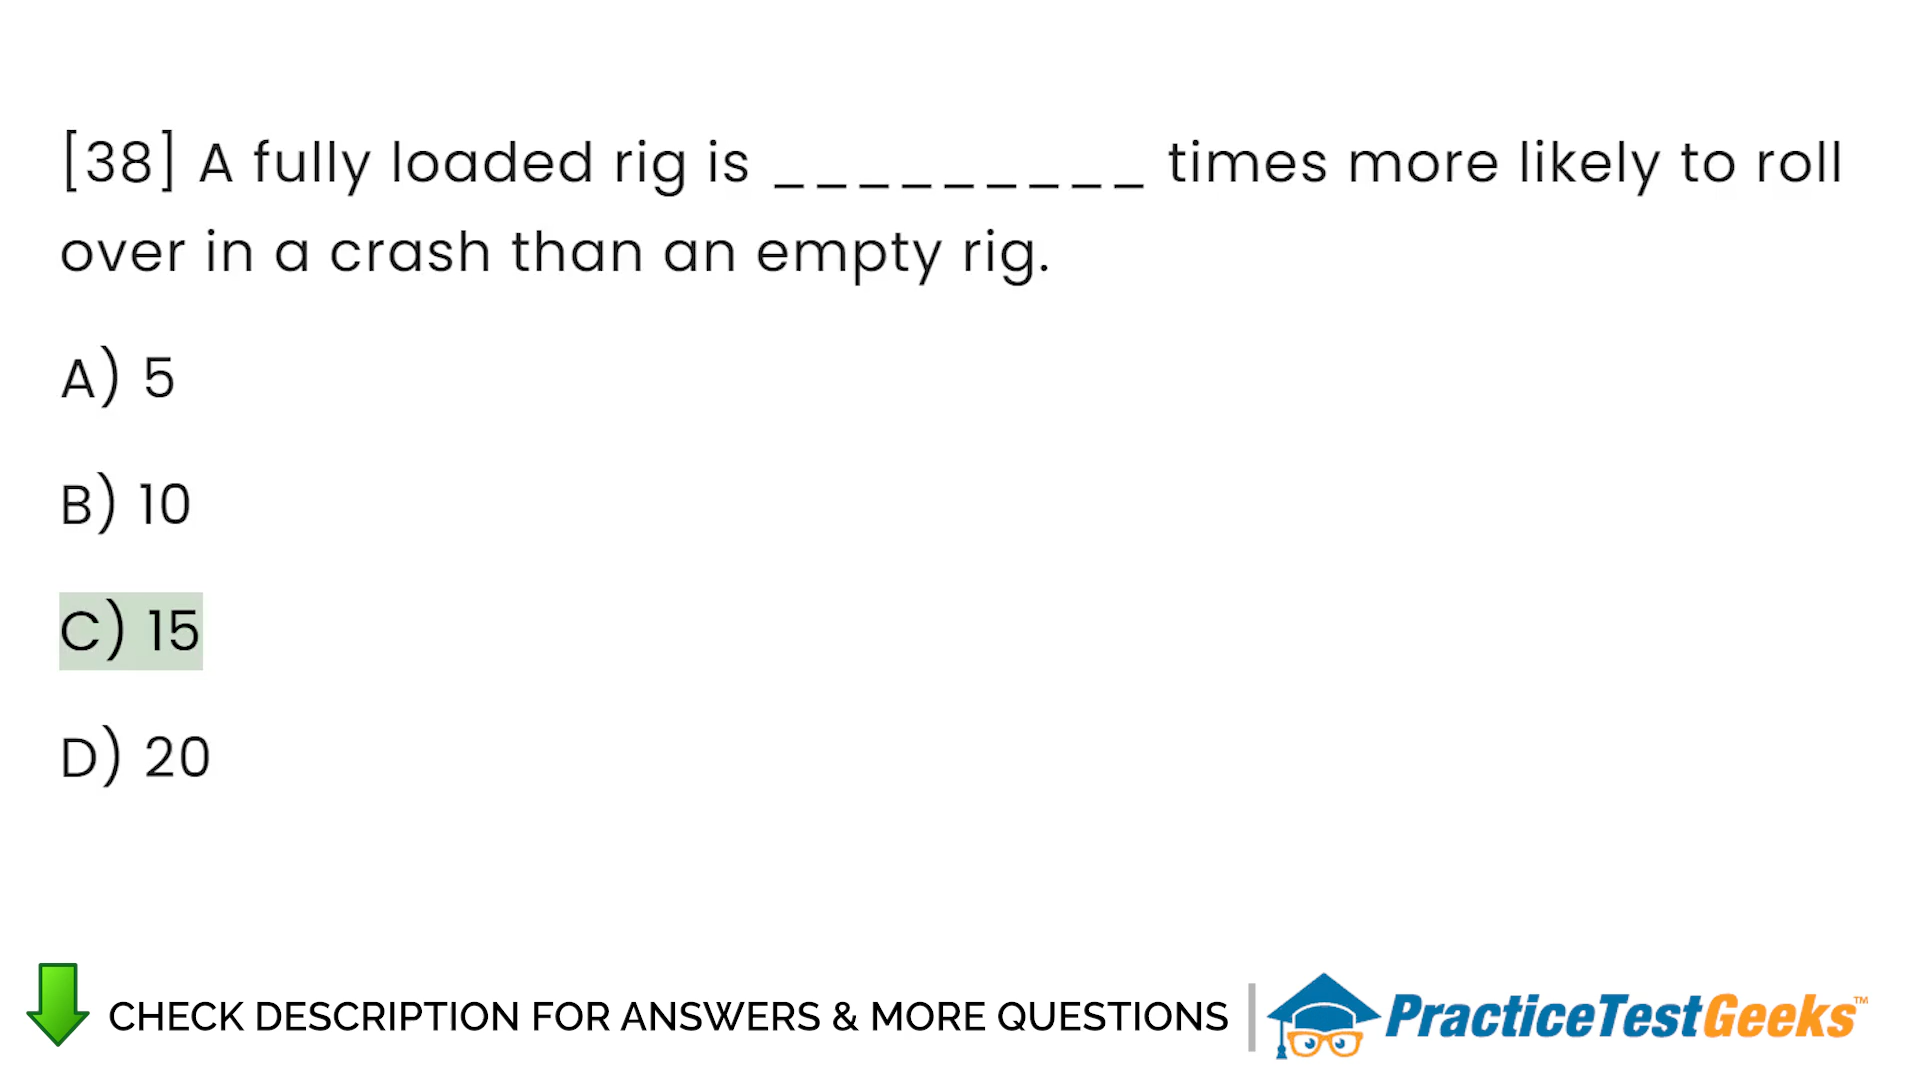 [38] A fully loaded rig is _________ times more likely to roll
over in a crash than an empty rig.
A) 5
B) 10
C) 15
D) 20
CHECK DESCRIPTION FOR ANSWERS & MORE QUESTIONS
PracticeTestGeeks™